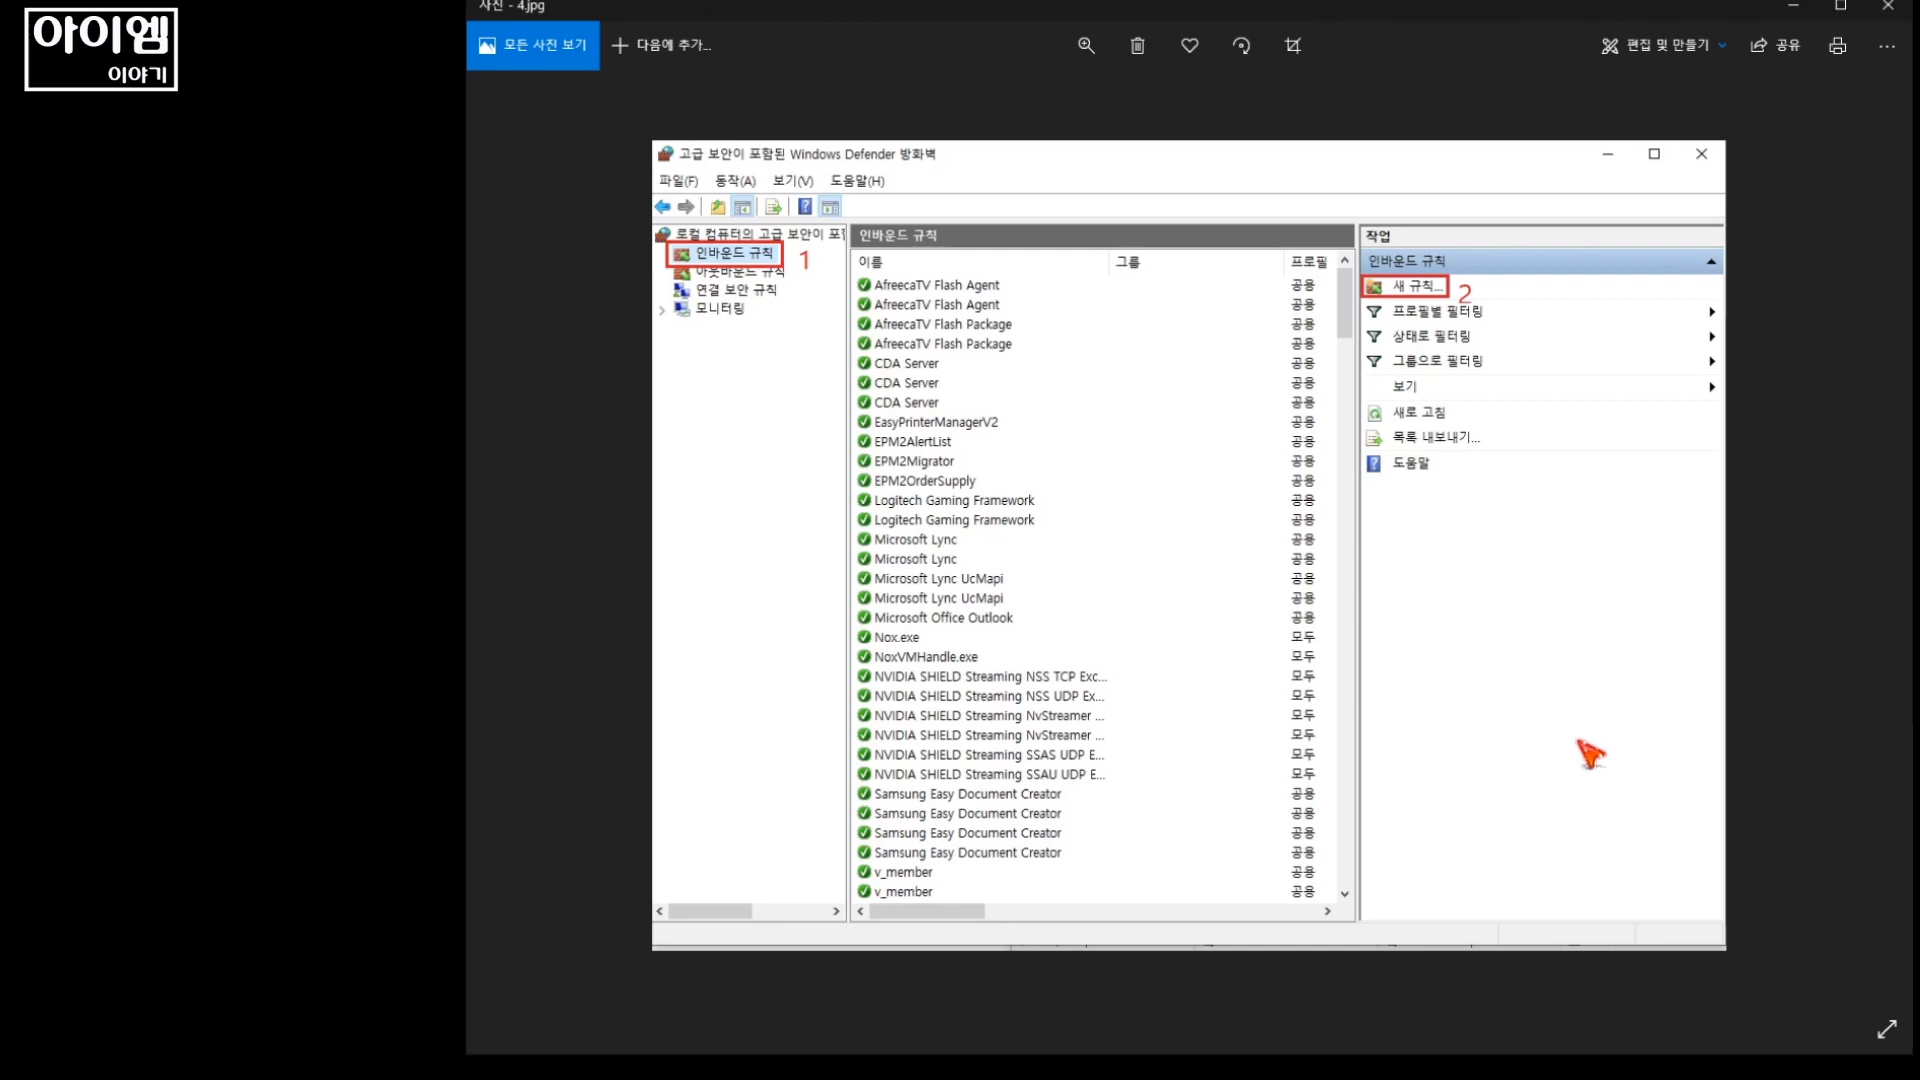 아이엠
이야기
사진 - 4.jpg
모든 사진 보기
다음에 추가...
편집 및 만들기
공유
고급 보안이 포함된 Windows Defender 방화벽
파일(F) 동작(A) 보기(V) 도움말(H)
로컬 컴퓨터의 고급 보안이 포함
인바운드 규칙 1
아웃바운드 규칙
연결 보안 규칙
모니터링
인바운드 규칙
이름 그룹 프로필
AfreecaTV Flash Agent 공용
AfreecaTV Flash Agent 공용
AfreecaTV Flash Package 공용
AfreecaTV Flash Package 공용
CDA Server 공용
CDA Server 공용
CDA Server 공용
EasyPrinterManagerV2 공용
EPM2AlertList 공용
EPM2Migrator 공용
EPM2OrderSupply 공용
Logitech Gaming Framework 공용
Logitech Gaming Framework 공용
Microsoft Lync 공용
Microsoft Lync 공용
Microsoft Lync UcMapi 공용
Microsoft Lync UcMapi 공용
Microsoft Office Outlook 공용
Nox.exe 모두
NoxVMHandle.exe 모두
NVIDIA SHIELD Streaming NSS TCP Exc... 모두
NVIDIA SHIELD Streaming NSS UDP Ex... 모두
NVIDIA SHIELD Streaming NvStreamer ... 모두
NVIDIA SHIELD Streaming NvStreamer ... 모두
NVIDIA SHIELD Streaming SSAS UDP E... 모두
NVIDIA SHIELD Streaming SSAU UDP E... 모두
Samsung Easy Document Creator 공용
Samsung Easy Document Creator 공용
Samsung Easy Document Creator 공용
Samsung Easy Document Creator 공용
v_member 공용
v_member 공용
작업
인바운드 규칙
새 규칙... 2
프로필별 필터링
상태로 필터링
그룹으로 필터링
보기
새로 고침
목록 내보내기...
도움말